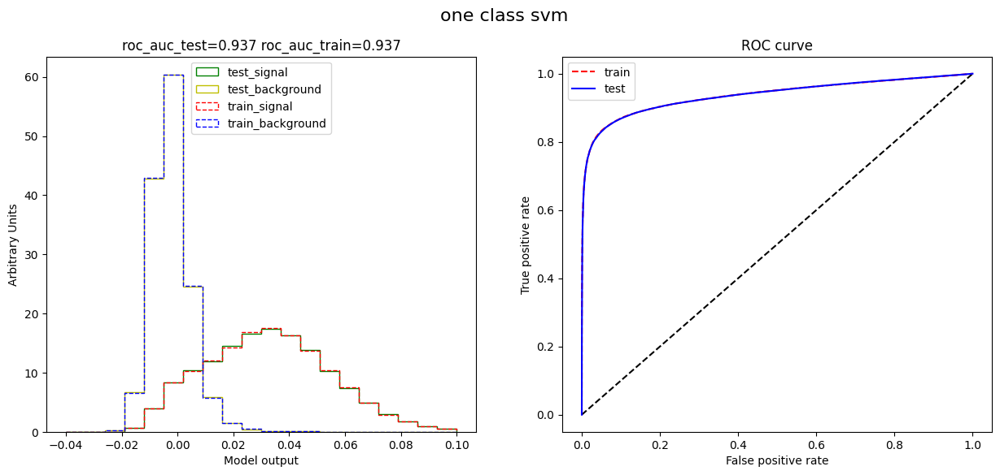 one class svm
roc_auc_test=0.937 roc_auc_train=0.937
Arbitrary Units
60
50
40
30
20
10
0
test_signal
test_background
train_signal
train_background
−0.04
−0.02
0.00
0.02
0.04
0.06
0.08
0.10
Model output
ROC curve
True positive rate
1.0
0.8
0.6
0.4
0.2
0.0
train
test
0.0
0.2
0.4
0.6
0.8
1.0
False positive rate